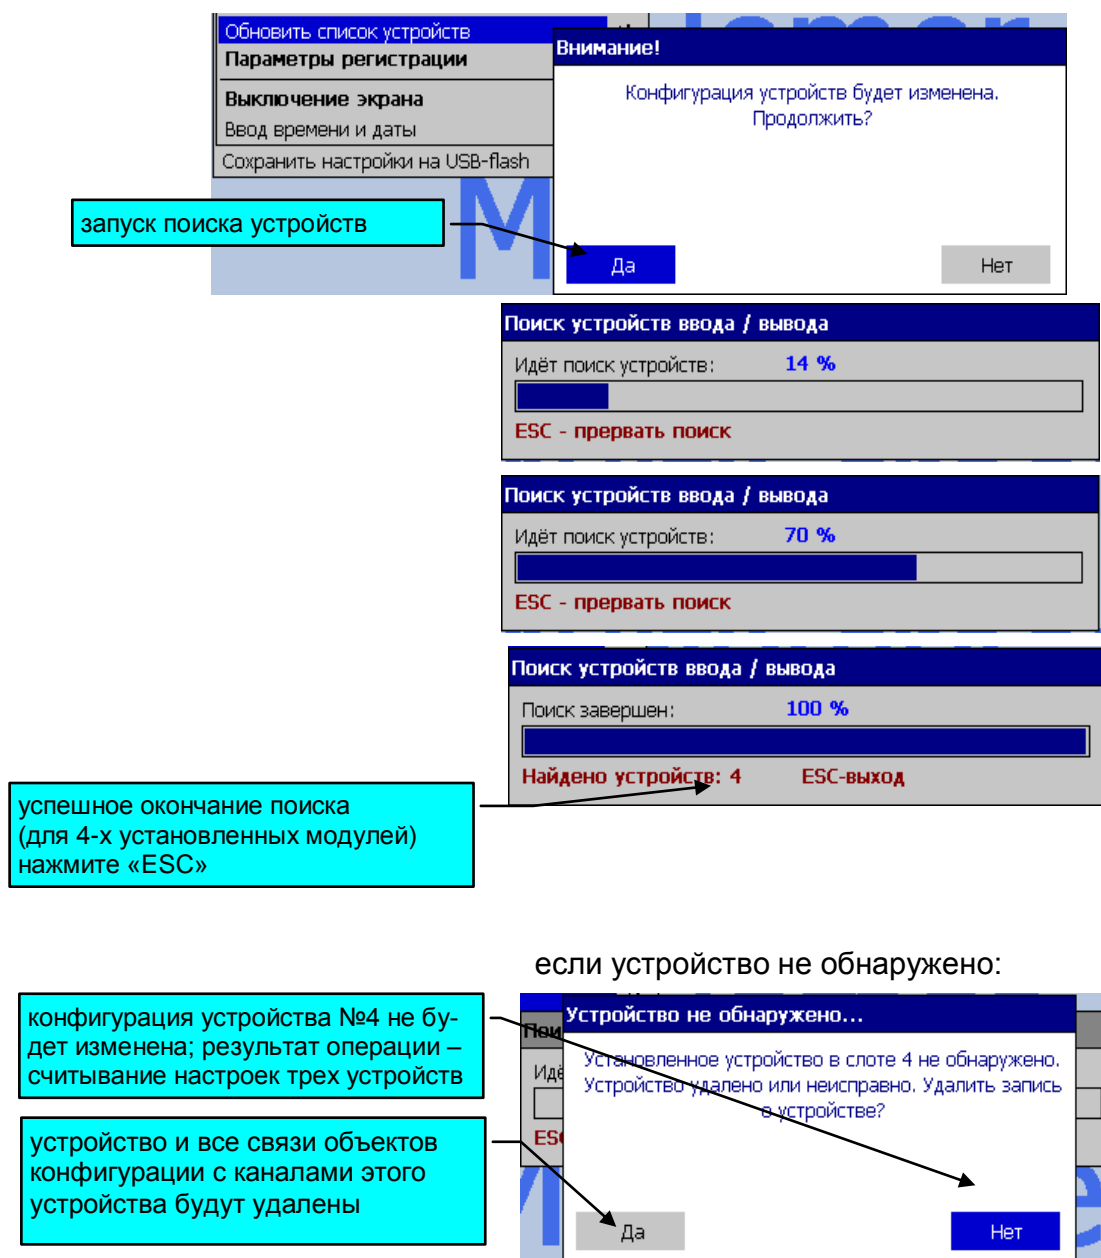 Обновить список устройств
Параметры регистрации
Выключение экрана
Ввод времени и даты
Сохранить настройки на USB-flash
Внимание!
Конфигурация устройств будет изменена.
Продолжить?
Да
Нет
запуск поиска устройств
Поиск устройств ввода / вывода
Идёт поиск устройств:
14 %
ESC - прервать поиск
Поиск устройств ввода / вывода
Идёт поиск устройств:
70 %
ESC - прервать поиск
Поиск устройств ввода / вывода
Поиск завершен:
100 %
Найдено устройств: 4
ESC-выход
успешное окончание поиска
(для 4-х установленных модулей)
нажмите «ESC»
если устройство не обнаружено:
конфигурация устройства №4 не бу-
дет изменена; результат операции –
считывание настроек трех устройств
Устройство не обнаружено...
Установленное устройство в слоте 4 не обнаружено.
Устройство удалено или неисправно. Удалить запись
о устройстве?
устройство и все связи объектов
конфигурации с каналами этого
устройства будут удалены
Да
Нет